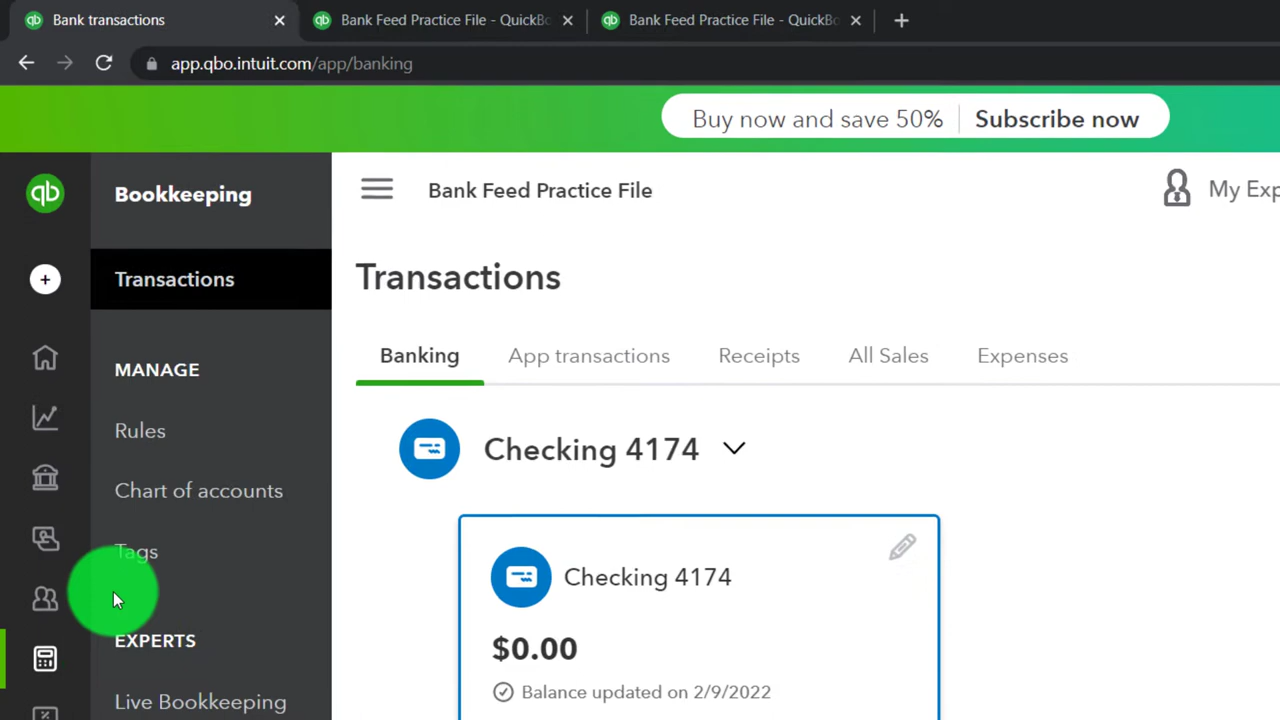 Bank transactions
Bank Feed Practice File - QuickBo
Bank Feed Practice File - QuickBo
app.qbo.intuit.com/app/banking
Buy now and save 50% Subscribe now
qb
Bookkeeping
Bank Feed Practice File
My Exp
Transactions
Transactions
MANAGE
Banking
App transactions
Receipts
All Sales
Expenses
Rules
Checking 4174
Chart of accounts
Tags
Checking 4174
EXPERTS
$0.00
Balance updated on 2/9/2022
Live Bookkeeping